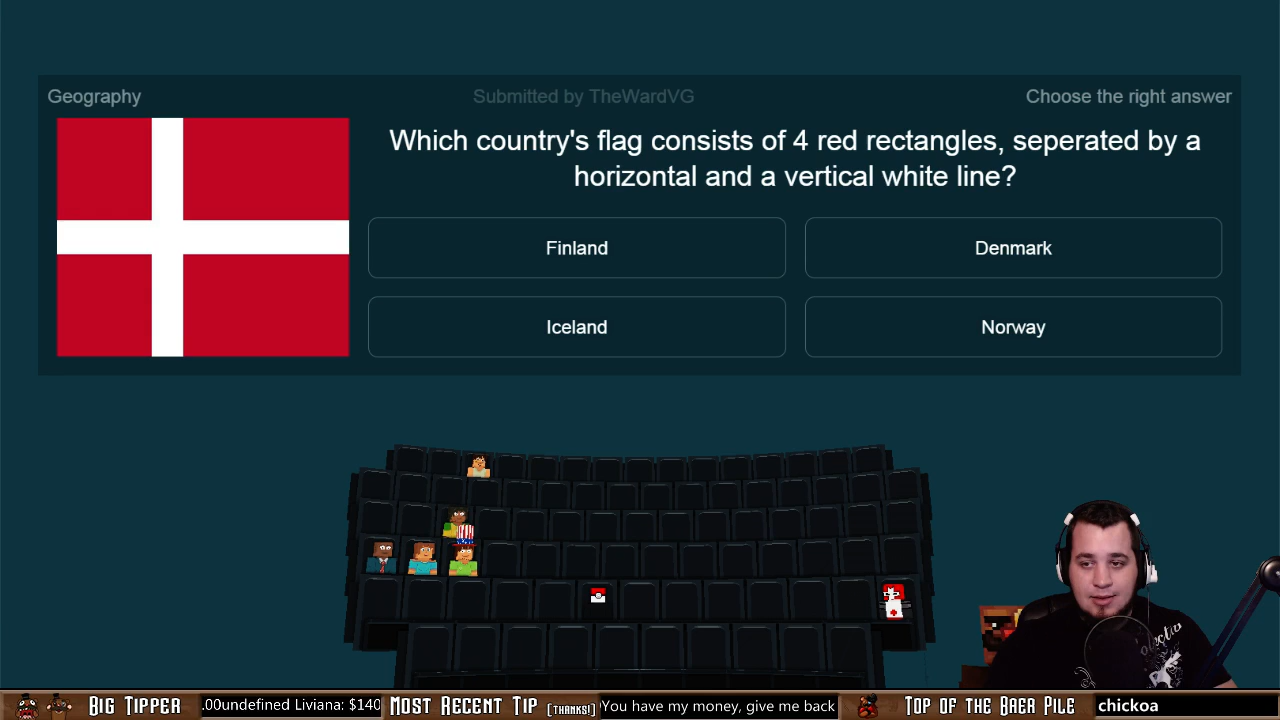 Geography
Submitted by TheWardVG
Choose the right answer
Which country's flag consists of 4 red rectangles, seperated by a
horizontal and a vertical white line?
Finland
Denmark
Iceland
Norway
BIG TIPPER
.00undefined Liviana: $140
MOST RECENT TIP [THANKS!]
You have my money, give me back
TOP OF THE BAER PILE
chickoa